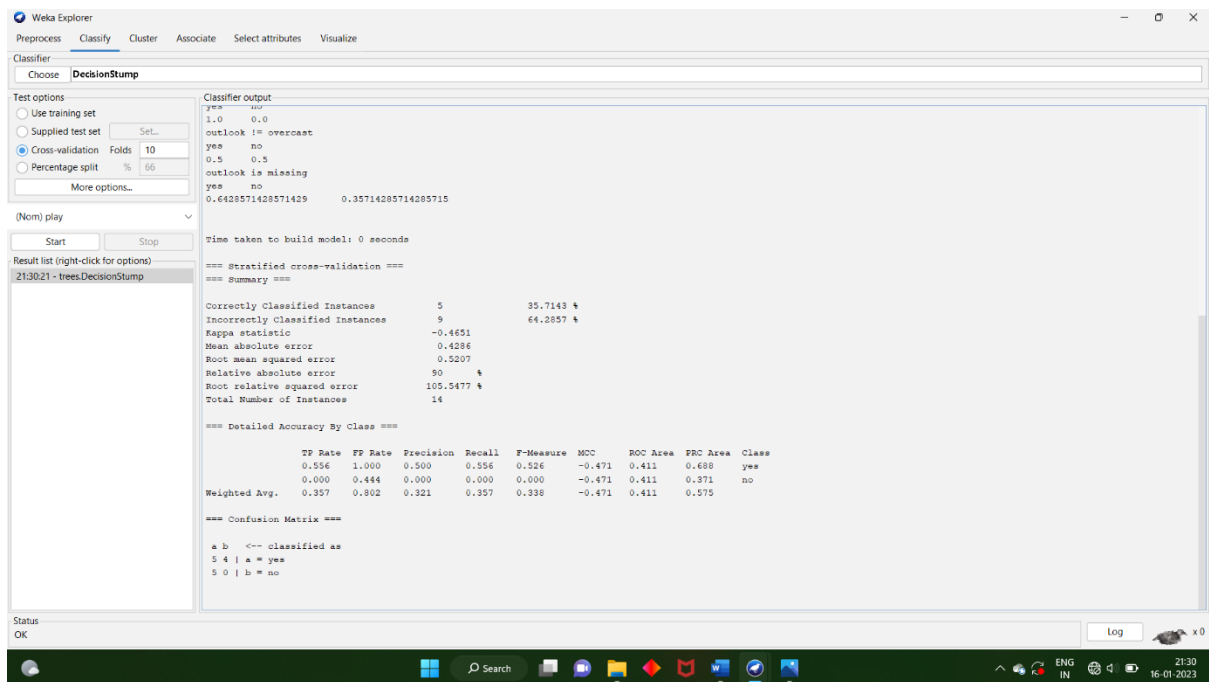 Weka Explorer
Preprocess Classify Cluster Associate Select attributes Visualize
Classifier
Choose DecisionStump
Test options
Use training set
Supplied test set Set...
Cross-validation Folds 10
Percentage split % 66
More options...
(Nom) play
Start Stop
Result list (right-click for options)
21:30:21 - trees.DecisionStump
Classifier output
yes no
1.0 0.0
outlook != overcast
yes no
0.5 0.5
outlook is missing
yes no
0.6428571428571429 0.35714285714285715
Time taken to build model: 0 seconds
=== Stratified cross-validation ===
=== Summary ===
Correctly Classified Instances 5 35.7143 %
Incorrectly Classified Instances 9 64.2857 %
Kappa statistic -0.4651
Mean absolute error 0.4286
Root mean squared error 0.5207
Relative absolute error 90 %
Root relative squared error 105.5477 %
Total Number of Instances 14
=== Detailed Accuracy By Class ===
TP Rate FP Rate Precision Recall F-Measure MCC ROC Area PRC Area Class
0.556 1.000 0.500 0.556 0.526 -0.471 0.411 0.688 yes
0.000 0.444 0.000 0.000 0.000 -0.471 0.411 0.371 no
Weighted Avg. 0.357 0.802 0.321 0.357 0.338 -0.471 0.411 0.575
=== Confusion Matrix ===
a b <-- classified as
5 4 | a = yes
5 0 | b = no
Status
OK
Log x 0
Search
ENG
IN
21:30
16-01-2023